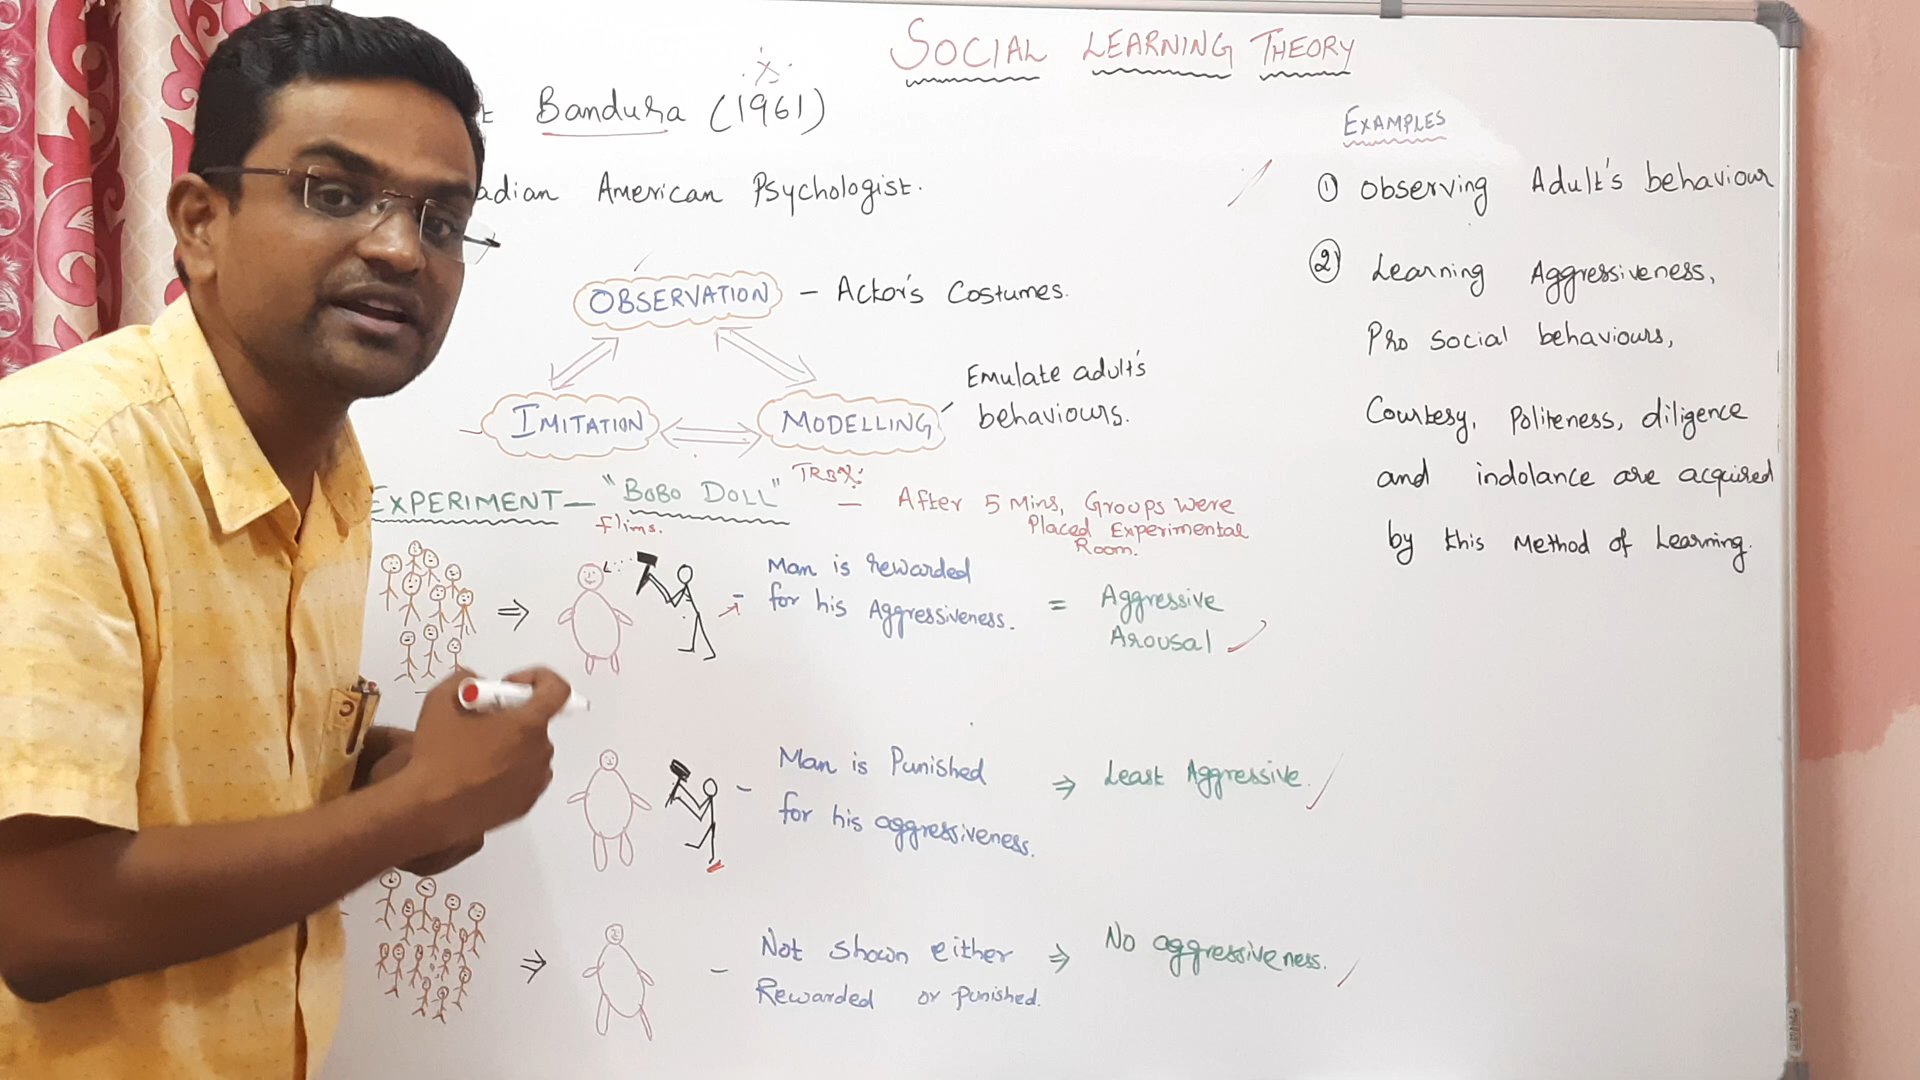 SOCIAL LEARNING THEORY
Bandura (1961)
adian American Psychologist.
OBSERVATION - Actor's Costumes.
IMITATION
MODELLING
Emulate adult's
behaviours.
EXPERIMENT - "BOBO DOLL" - After 5 Mins, Groups Were
Placed Experimental
Room.
flims.
Man is rewarded
for his Aggressiveness.
= Aggressive
Arousal
Man is Punished
for his aggressiveness.
⇒ Least Aggressive.
Not shown either
Rewarded or punished.
⇒ No aggressiveness.
EXAMPLES
① Observing Adult's behaviour
② Learning Aggressiveness,
Pro social behaviours,
Courtesy, politeness, diligence
and indolance are acquired
by this Method of Learning.